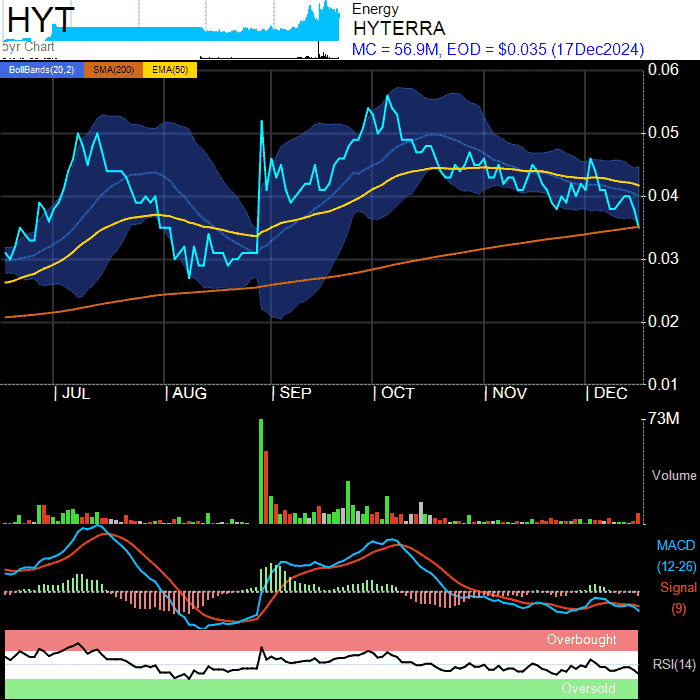 HYT
5yr Chart
Energy
HYTERRA
MC = 56.9M, EOD = $0.035 (17Dec2024)
BollBands(20,2) SMA(200) EMA(50)
0.06
0.05
0.04
0.03
0.02
0.01
JUL AUG SEP OCT NOV DEC
73M
Volume
MACD
(12-26)
Signal
(9)
Overbought
RSI(14)
Oversold